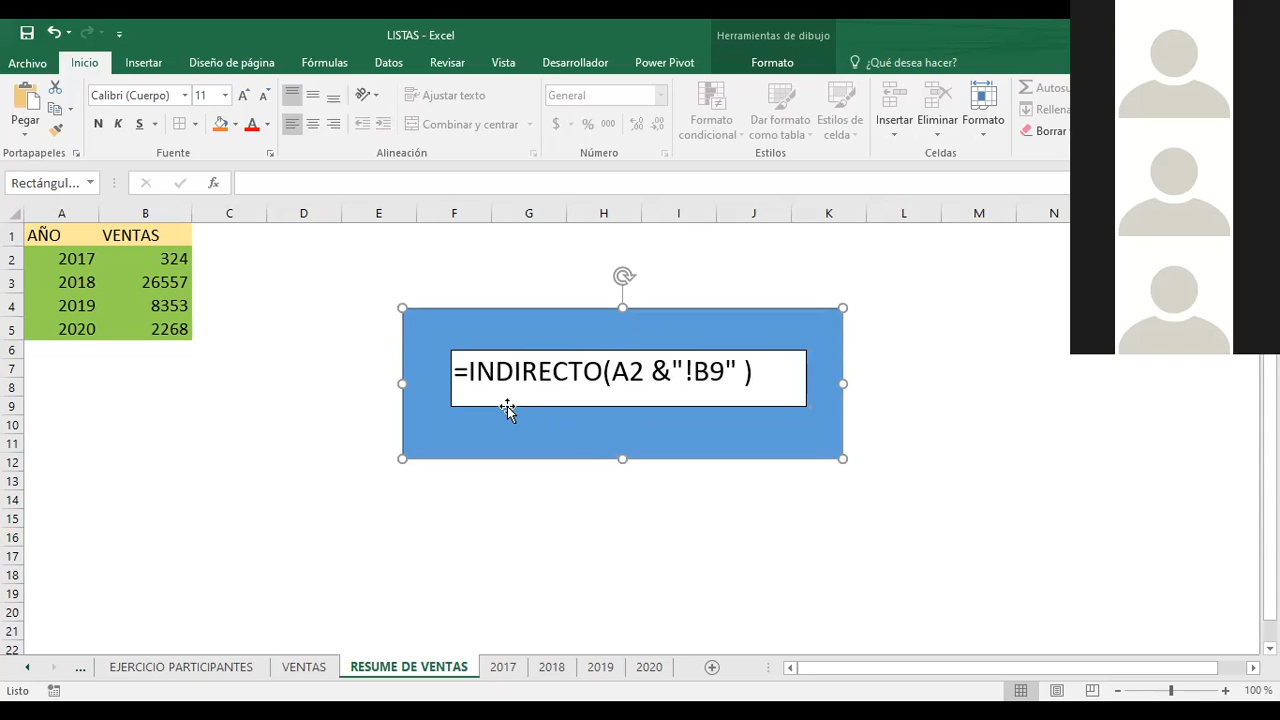 LISTAS - Excel
Herramientas de dibujo
Archivo Inicio Insertar Diseño de página Fórmulas Datos Revisar Vista Desarrollador Power Pivot Formato ¿Qué desea hacer?
Pegar
Calibri (Cuerpo) 11
N K S
Ajustar texto
Combinar y centrar
General
$ % 000
Formato condicional
Dar formato como tabla
Estilos de celda
Insertar Eliminar Formato
Autosu
Rellena
Borrar
Portapapeles Fuente Alineación Número Estilos Celdas
Rectángul... fx
A B C D E F G H I J K L M N
1 AÑO VENTAS
2 2017 324
3 2018 26557
4 2019 8353
5 2020 2268
6
7
8
9
10
11
12
13
14
15
16
17
18
19
20
21
22
=INDIRECTO(A2 &"!B9" )
... EJERCICIO PARTICIPANTES VENTAS RESUME DE VENTAS 2017 2018 2019 2020
Listo 100 %